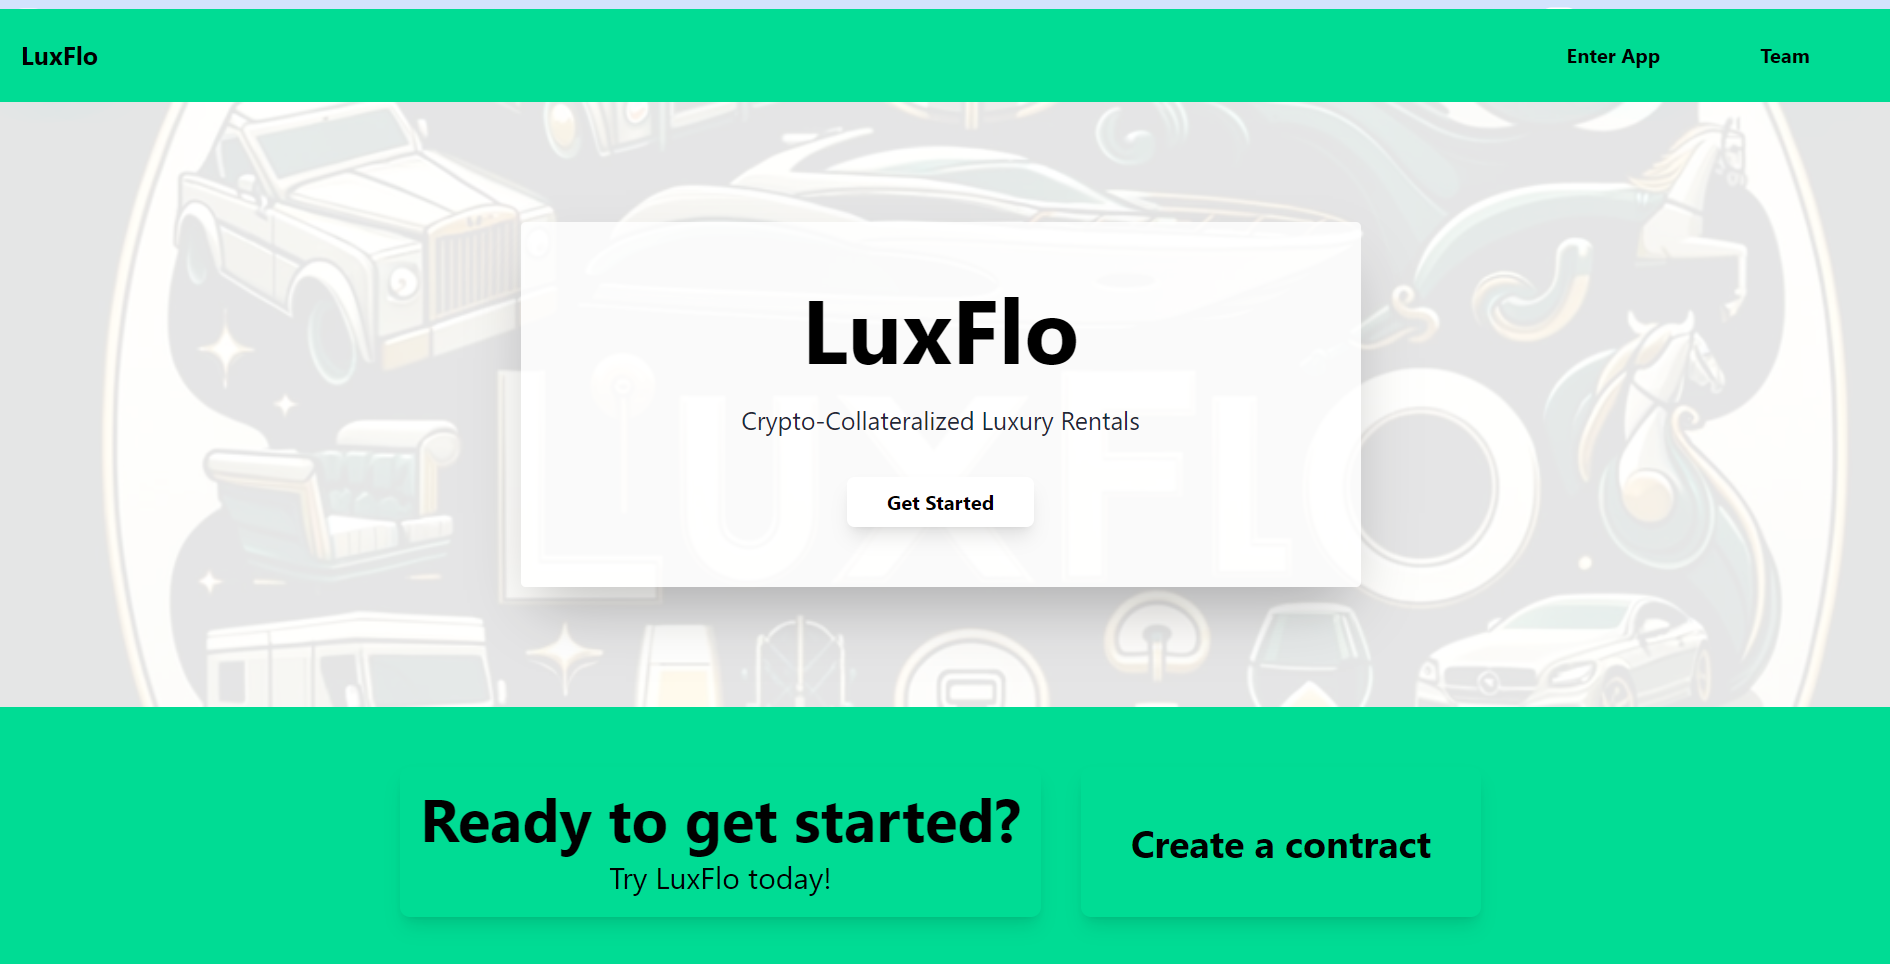 LuxFlo
Enter App
Team
LuxFlo
Crypto-Collateralized Luxury Rentals
Get Started
LUXFLO
Ready to get started?
Try LuxFlo today!
Create a contract